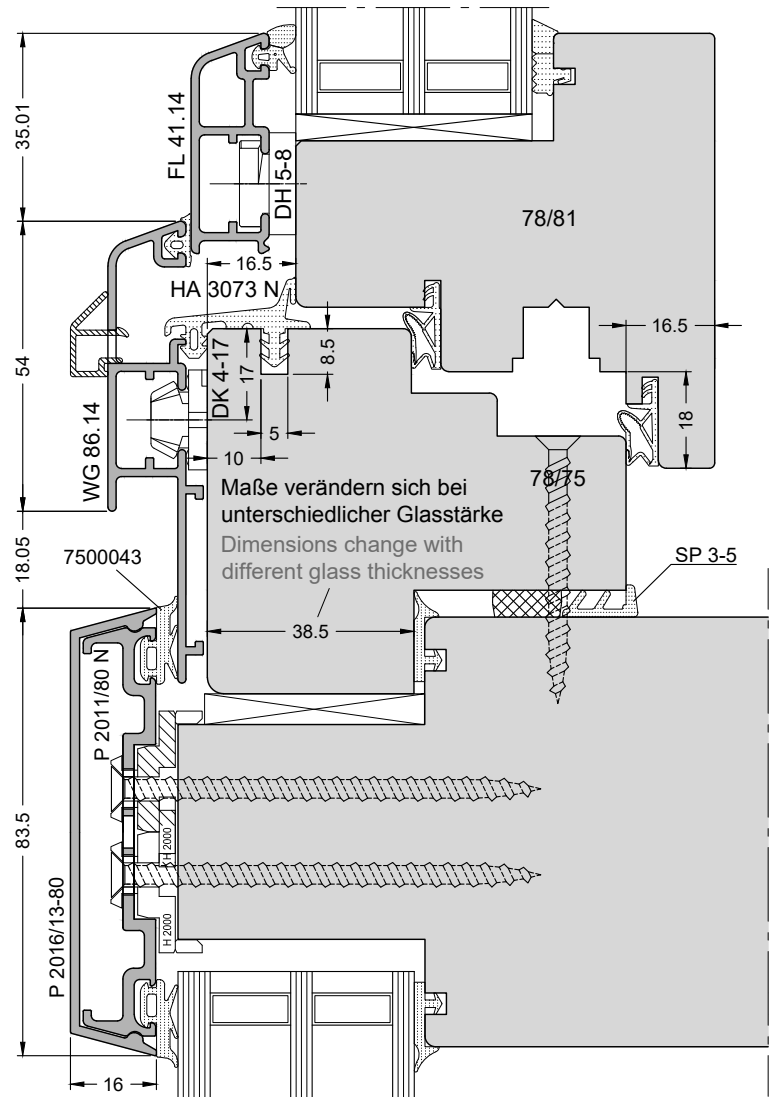 35.01
FL 41.14
DH 5-8
78/81
16.5
HA 3073 N
16.5
54
DK 4-17
17
8.5
18
WG 86.14
5
10
Maße verändern sich bei
unterschiedlicher Glasstärke
Dimensions change with
different glass thicknesses
78/75
18.05
7500043
SP 3-5
38.5
P 2011/80 N
83.5
H 2000
H 2000
P 2016/13-80
16